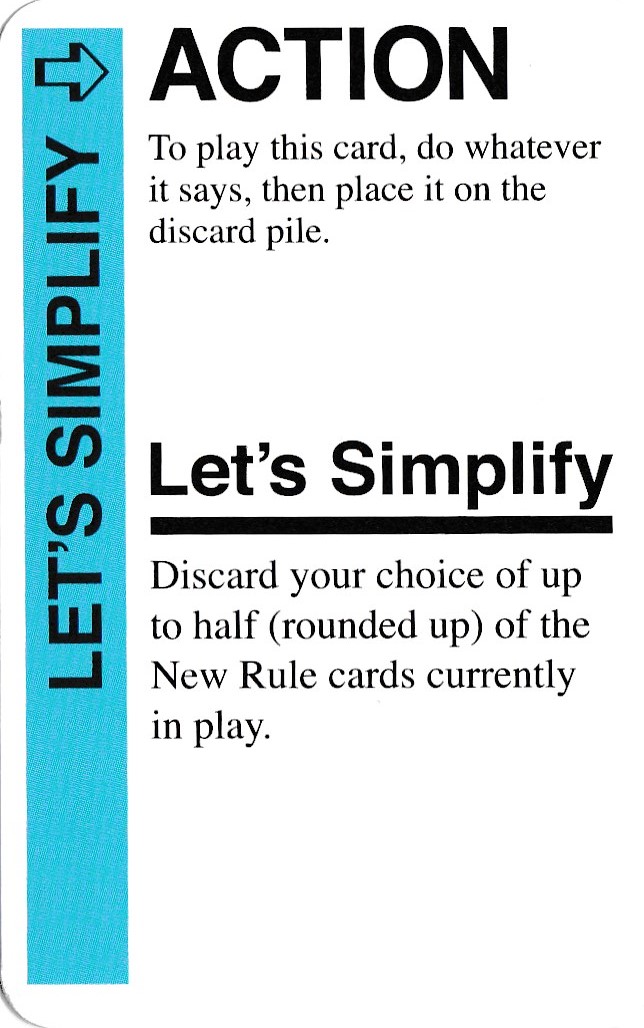 LET'S SIMPLIFY
ACTION
To play this card, do whatever
it says, then place it on the
discard pile.
Let's Simplify
Discard your choice of up
to half (rounded up) of the
New Rule cards currently
in play.